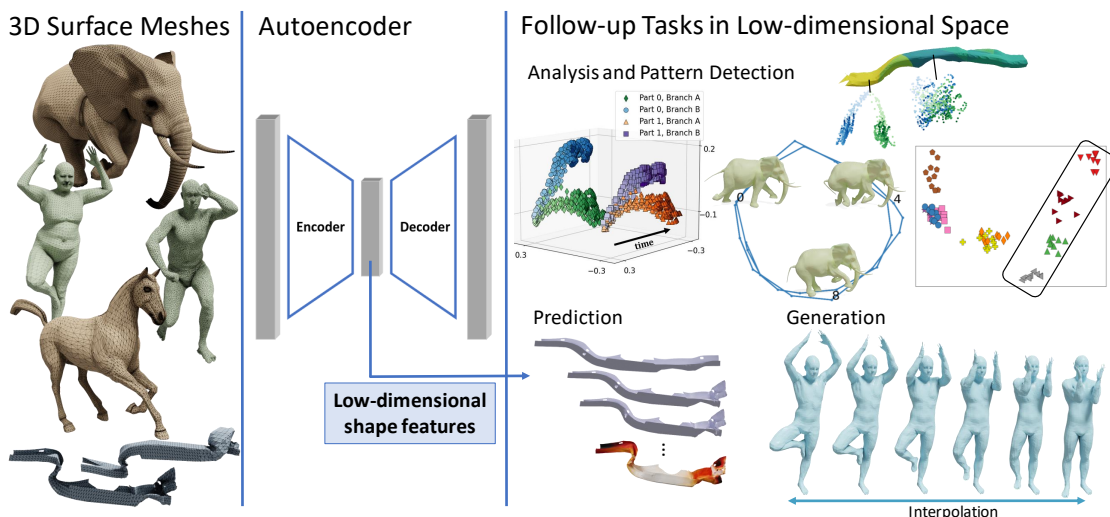 3D Surface Meshes
Autoencoder
Encoder
Decoder
Low-dimensional
shape features
Follow-up Tasks in Low-dimensional Space
Analysis and Pattern Detection
Part 0, Branch A
Part 0, Branch B
Part 1, Branch A
Part 1, Branch B
0.2
-0.1
-0.3
time
0.3
-0.3
0.3
0
4
8
Prediction
Generation
Interpolation